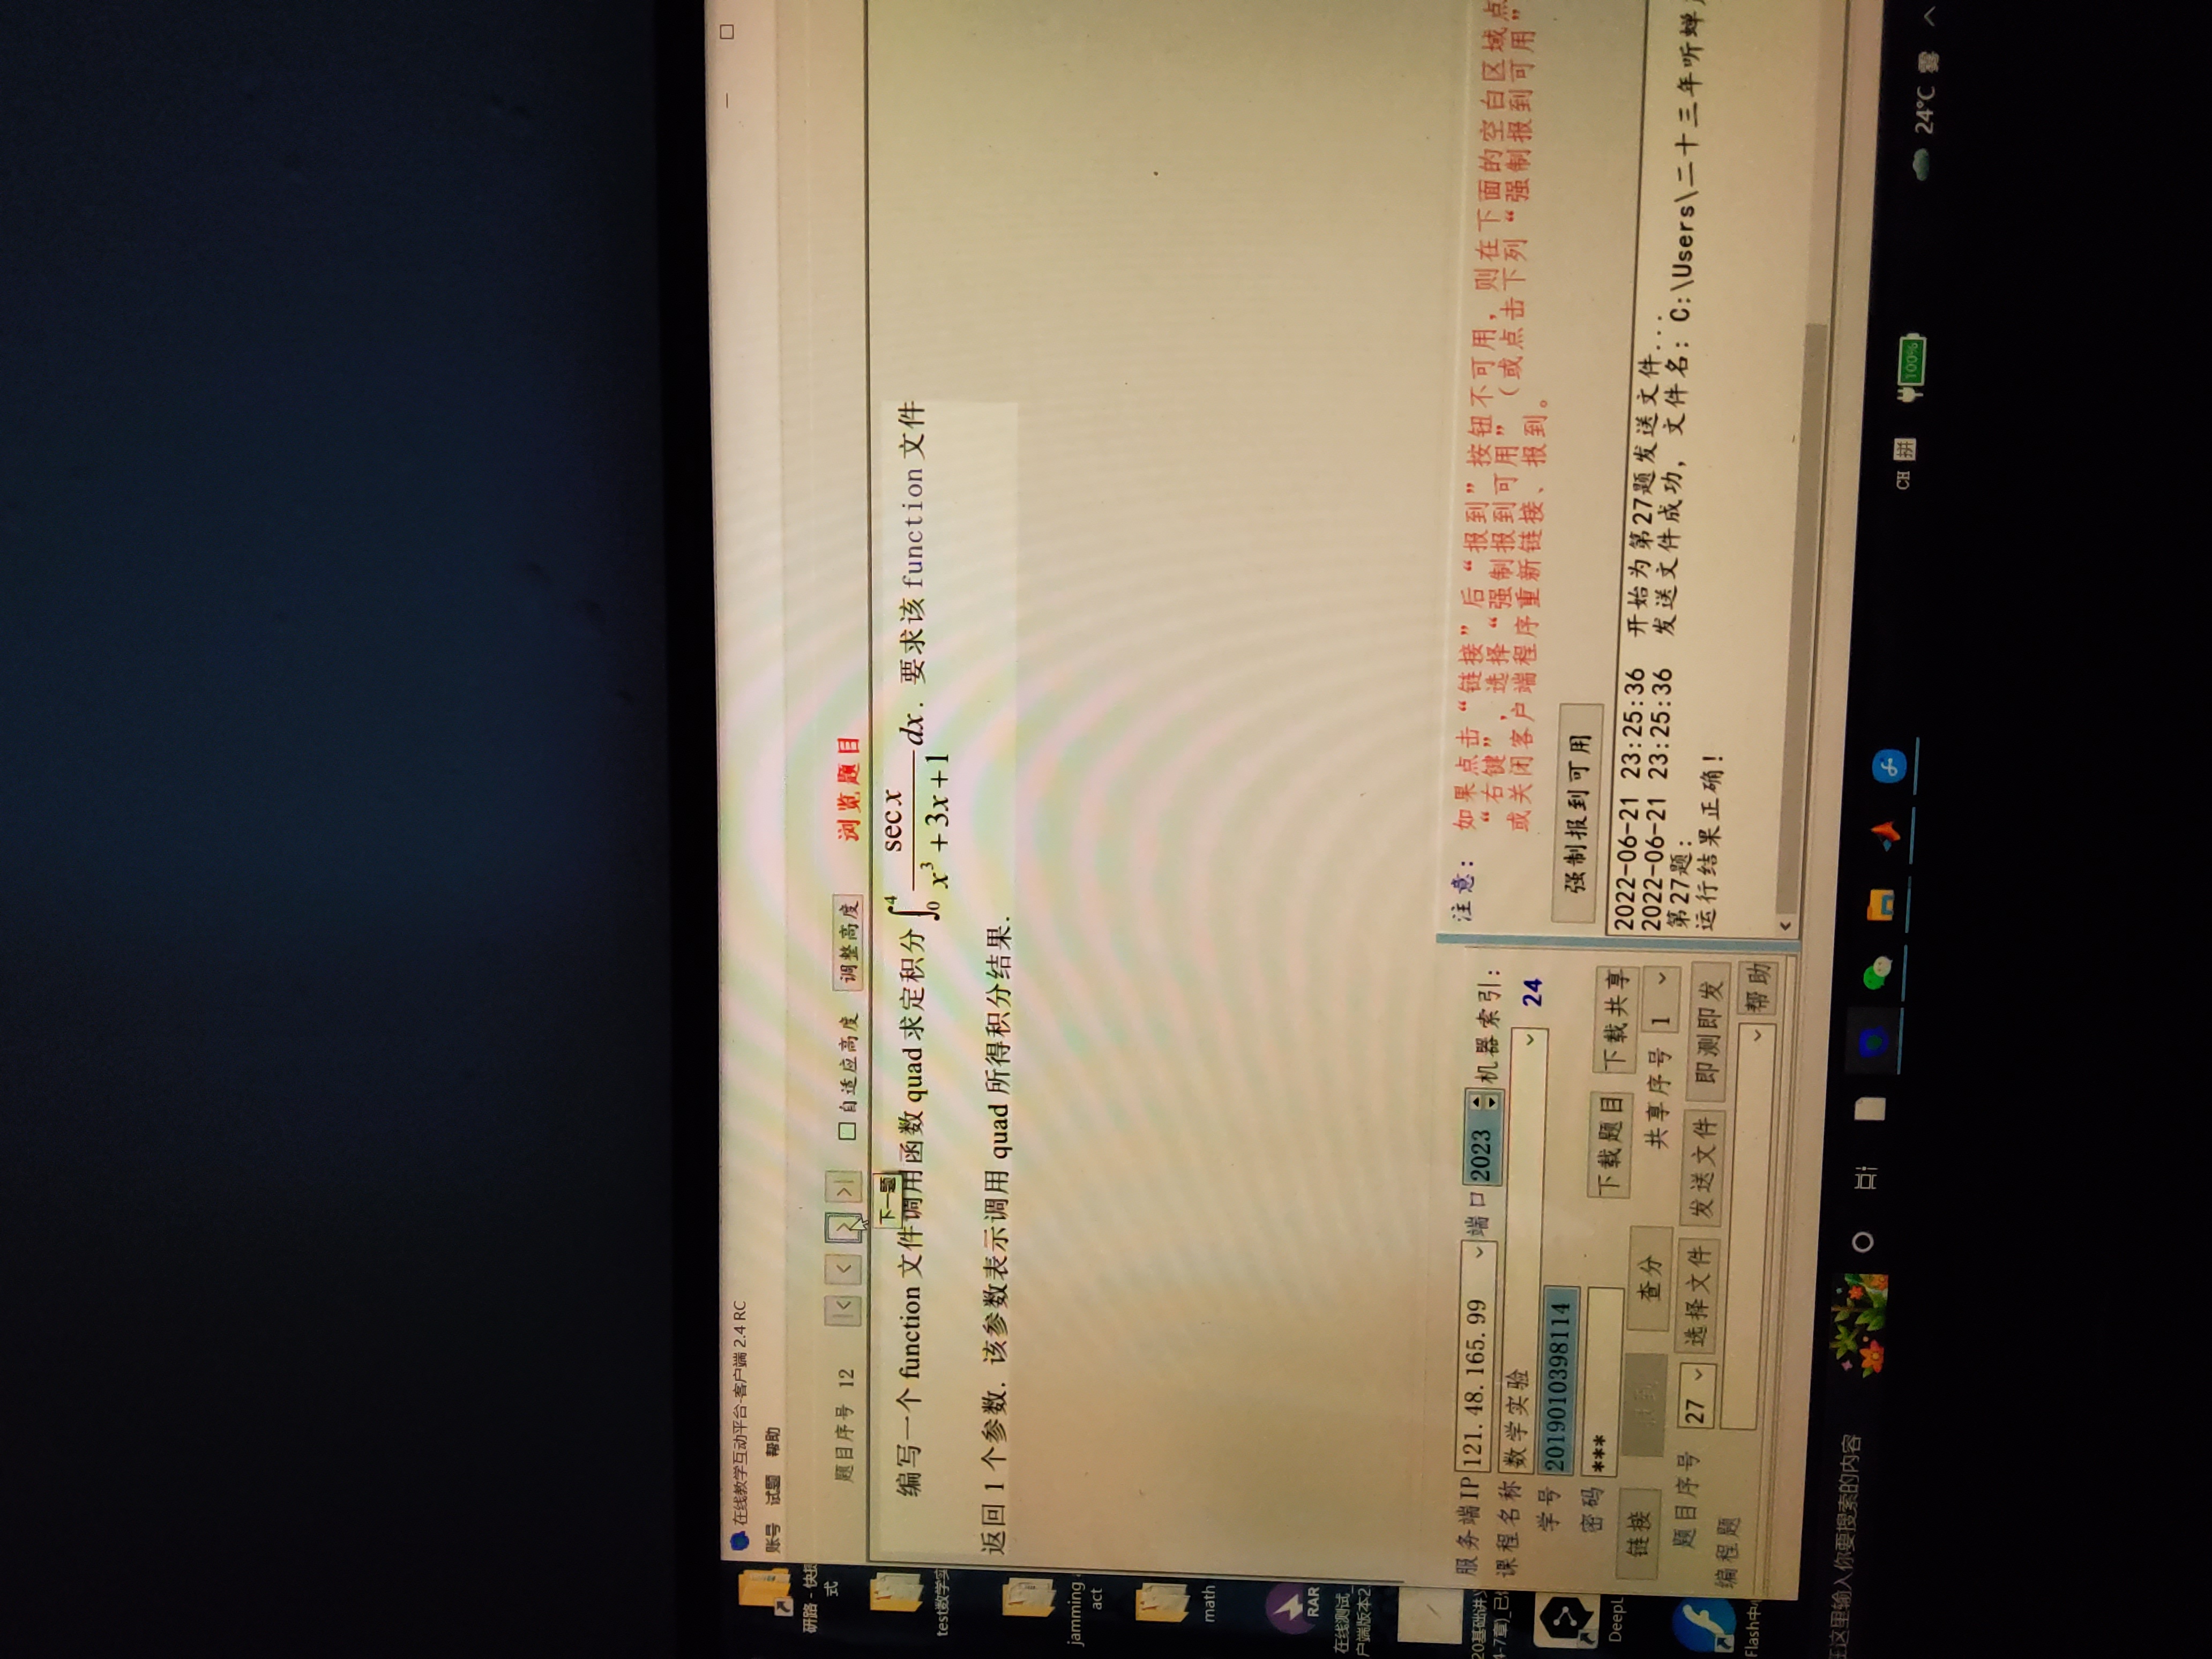 在线教学互动平台-客户端 2.4 RC
账号 试题 帮助
题目序号 12 |< < > >| 自适应高度 调整高度 浏览题目
下一题
编写一个 function 文件调用函数 quad 求定积分 ∫₀⁴ sec x / (x³+3x+1) dx. 要求该 function 文件
返回 1 个参数. 该参数表示调用 quad 所得积分结果.
研路 - 快捷
式
test数学实
jamming
act
math
RAR
在线测试_
户端版本2.
20基础讲义
4-7章)_已
DeepL
Flash中心
服务端IP 121.48.165.99 端口 2023 机器索引:
课程名称 数学实验 24
学号 2019010398114
密码 *** 下载题目 下载共享
链接 查分 共享序号 1
题目序号 27 选择文件 发送文件 即测即发
编程题 帮助
注意: 如果点击“链接”后“报到”按钮不可用, 则在下面的空白区域点
“右键”, 选择“强制报到可用” (或点击下列“强制报到可用”
或关闭客户端程序重新链接、报到。
强制报到可用
2022-06-21 23:25:36 开始为第27题发送文件...
2022-06-21 23:25:36 发送文件成功, 文件名: C:\Users\二十三年听蝉
第27题:
运行结果正确!
在这里输入你要搜索的内容
CH 拼 100% 24°C 雾